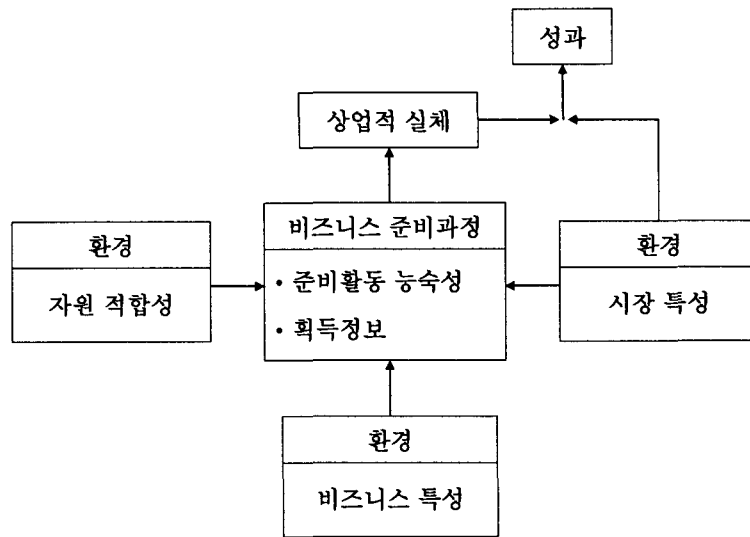 성과
상업적 실체
비즈니스 준비과정
• 준비활동 능숙성
• 획득정보
환경
자원 적합성
환경
시장 특성
환경
비즈니스 특성